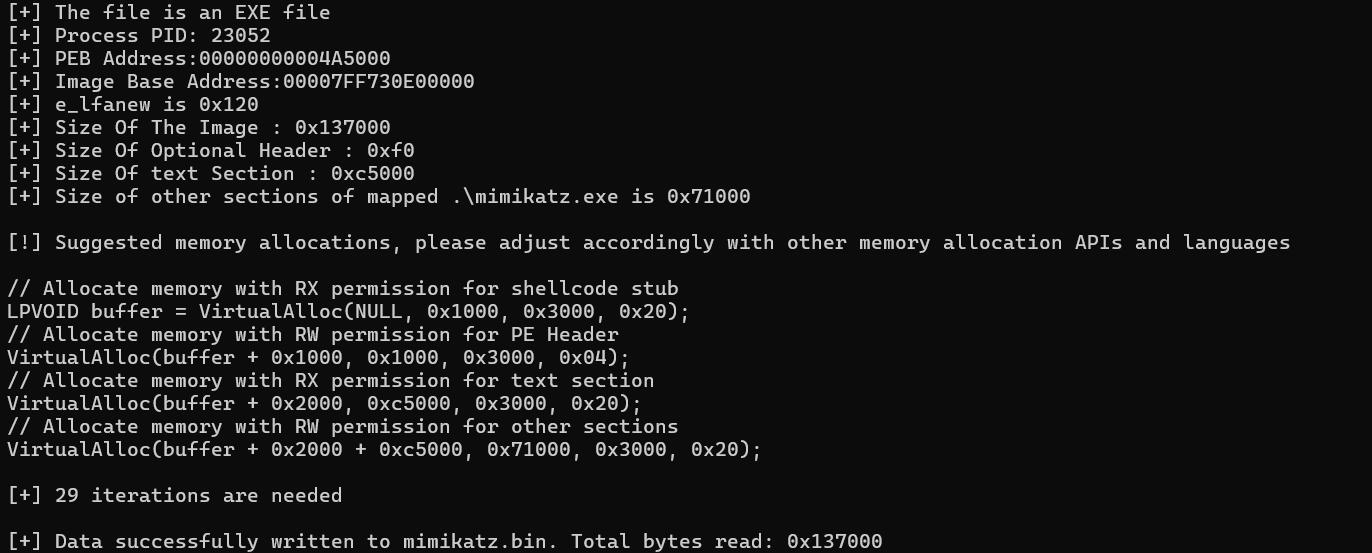 [+] The file is an EXE file
[+] Process PID: 23052
[+] PEB Address:00000000004A5000
[+] Image Base Address:00007FF730E00000
[+] e_lfanew is 0x120
[+] Size Of The Image : 0x137000
[+] Size Of Optional Header : 0xf0
[+] Size Of text Section : 0xc5000
[+] Size of other sections of mapped .\mimikatz.exe is 0x71000
[!] Suggested memory allocations, please adjust accordingly with other memory allocation APIs and languages
// Allocate memory with RX permission for shellcode stub
LPVOID buffer = VirtualAlloc(NULL, 0x1000, 0x3000, 0x20);
// Allocate memory with RW permission for PE Header
VirtualAlloc(buffer + 0x1000, 0x1000, 0x3000, 0x04);
// Allocate memory with RX permission for text section
VirtualAlloc(buffer + 0x2000, 0xc5000, 0x3000, 0x20);
// Allocate memory with RW permission for other sections
VirtualAlloc(buffer + 0x2000 + 0xc5000, 0x71000, 0x3000, 0x20);
[+] 29 iterations are needed
[+] Data successfully written to mimikatz.bin. Total bytes read: 0x137000